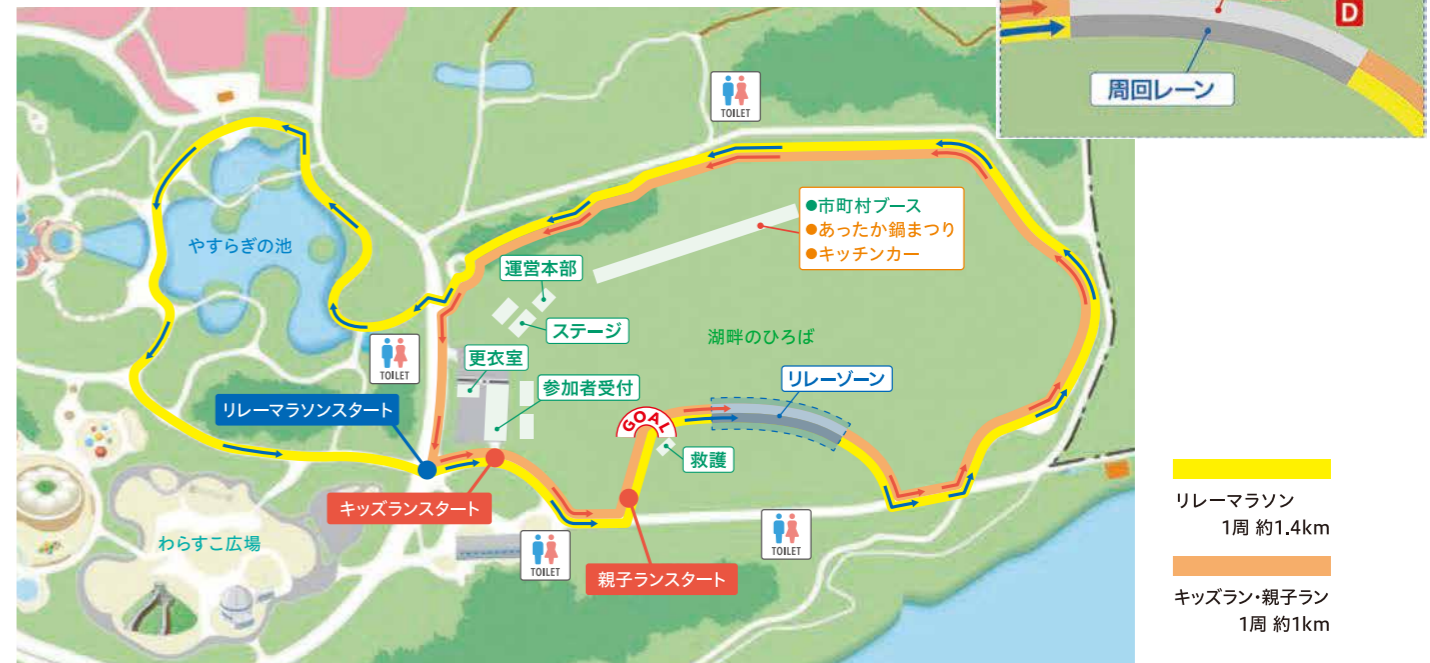 D
周回レーン
TOILET
●市町村ブース
●あったか鍋まつり
●キッチンカー
やすらぎの池
運営本部
ステージ
湖畔のひろば
TOILET
更衣室
リレーゾーン
参加者受付
リレーマラソンスタート
GOAL
救護
キッズランスタート
わらすこ広場
TOILET
TOILET
親子ランスタート
リレーマラソン
1周 約1.4km
キッズラン・親子ラン
1周 約1km